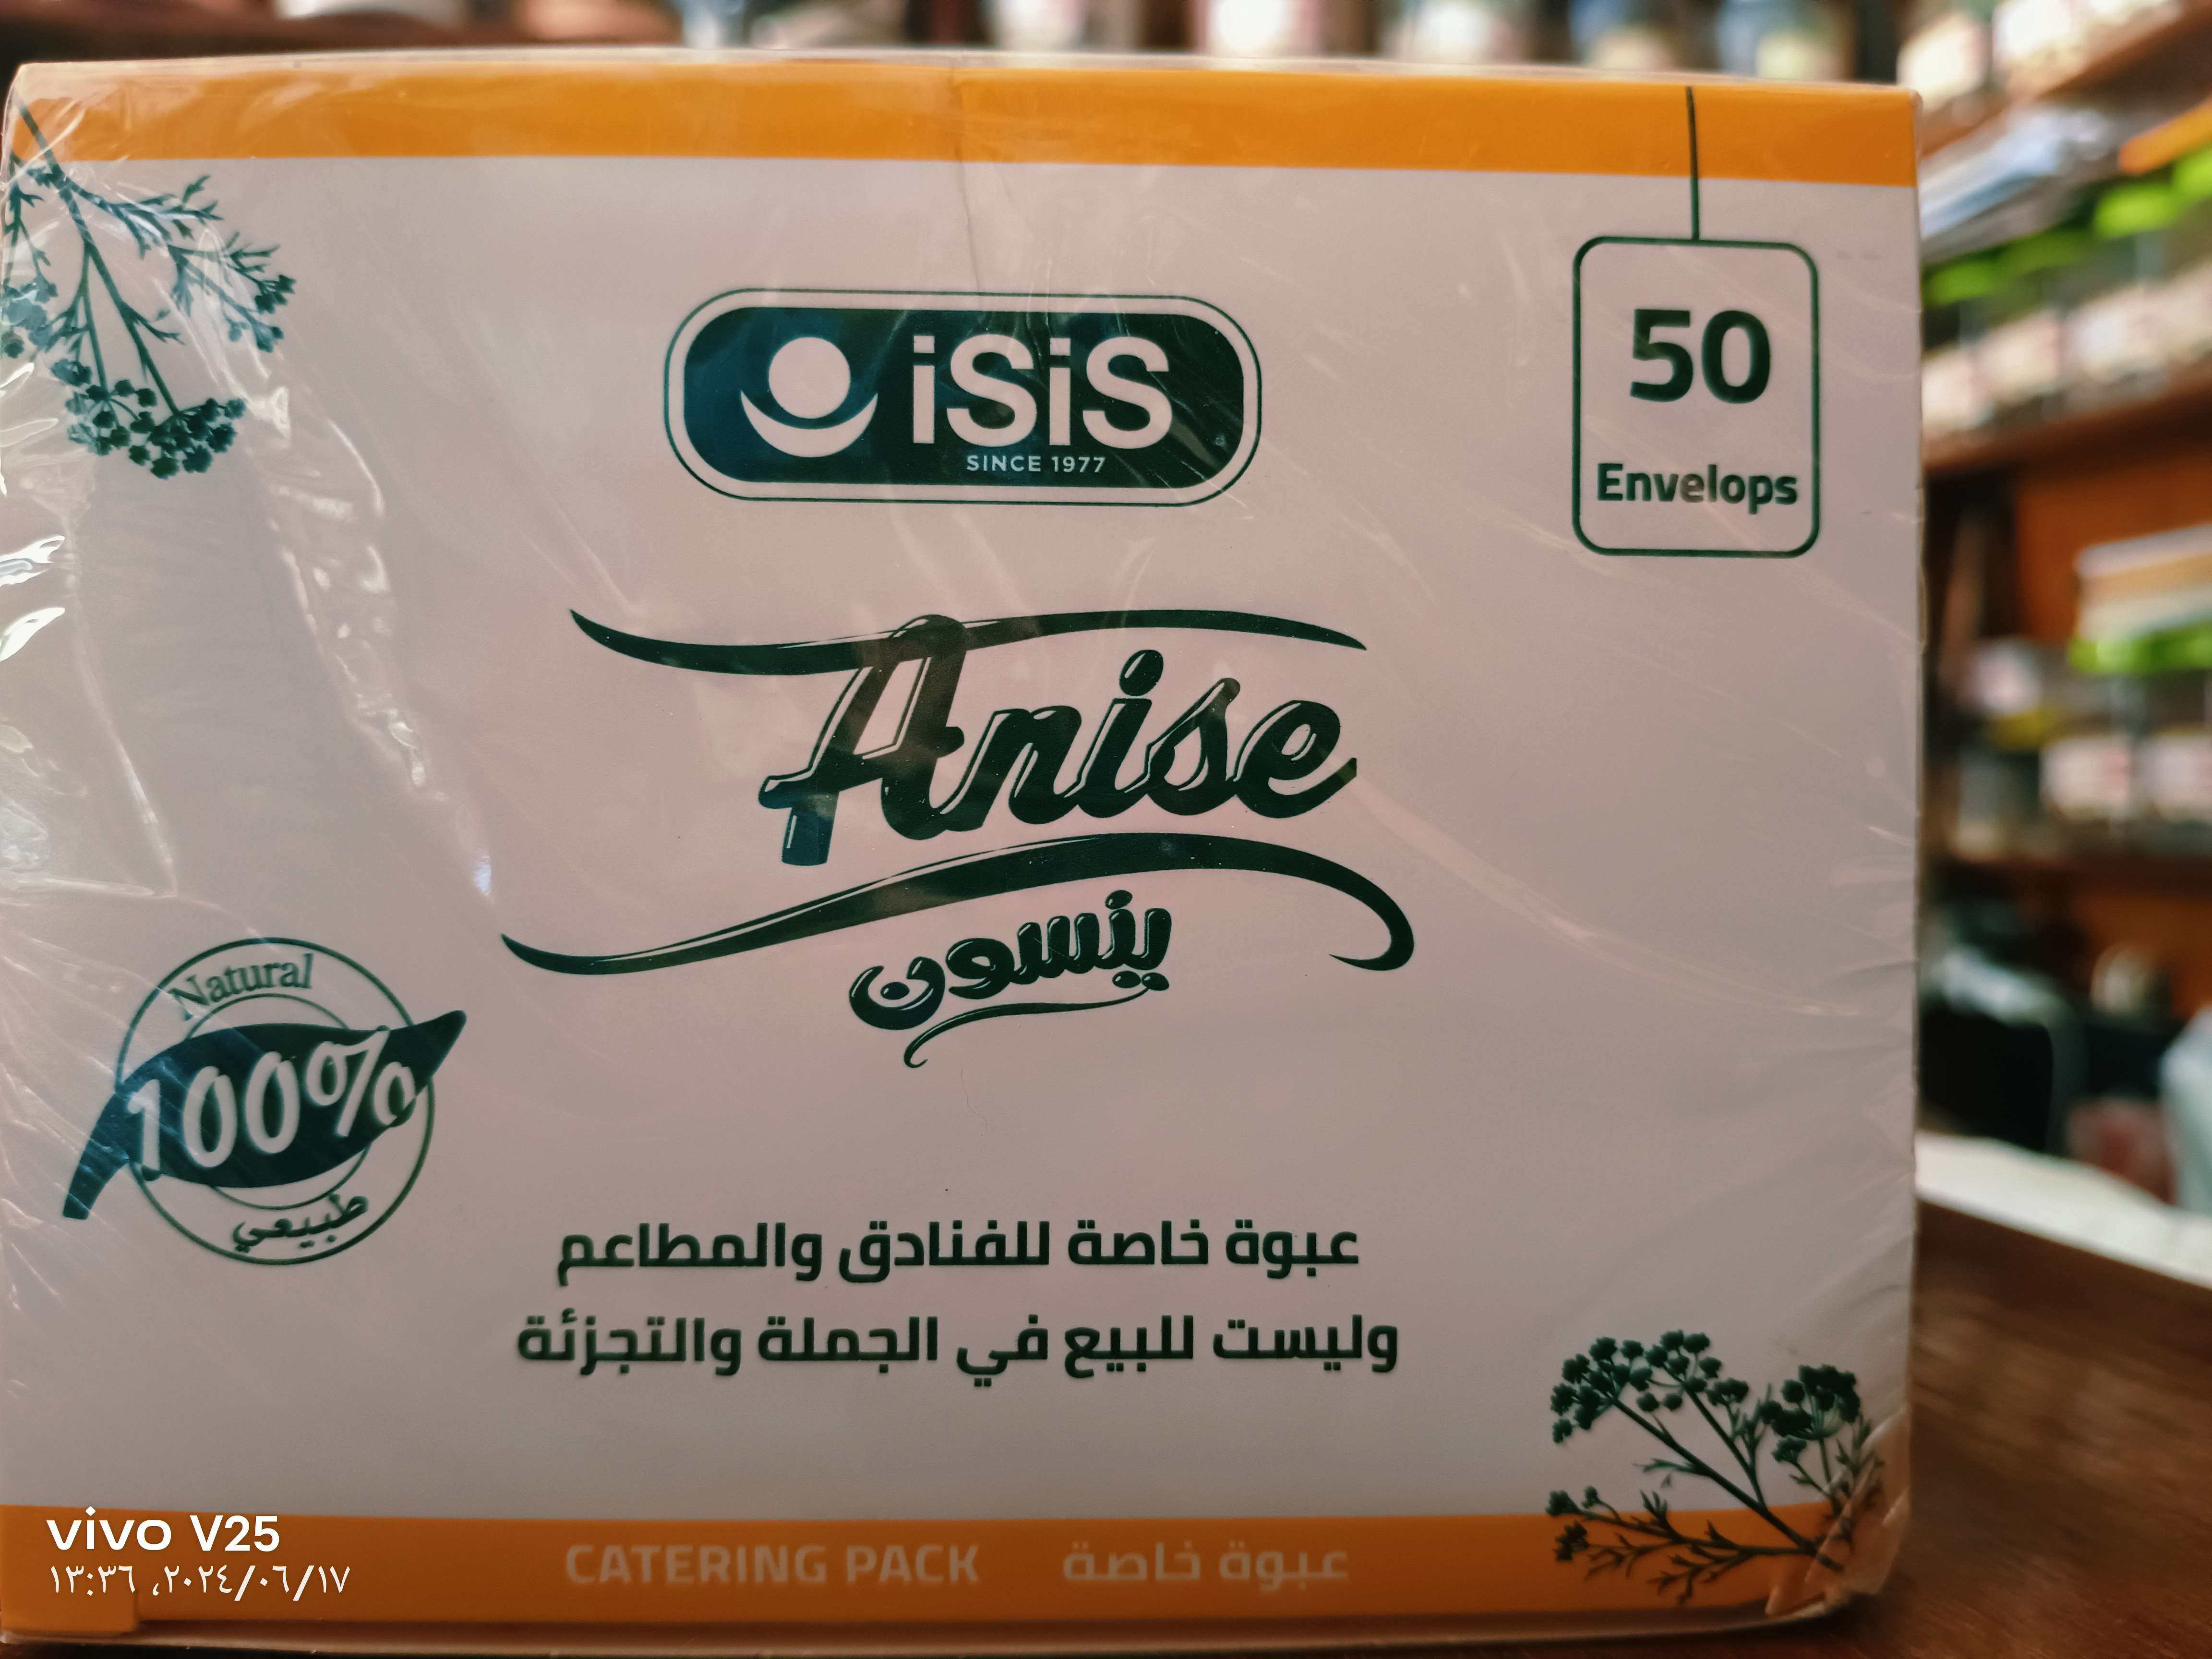 iSiS
SINCE 1977
50
Envelops
Anise
ينسون
Natural
100%
طبيعي
عبوة خاصة للفنادق والمطاعم
وليست للبيع في الجملة والتجزئة
CATERING PACK عبوة خاصة
vivo V25
٢٠٢٤/٠٦/١٧، ١٣:٣٦